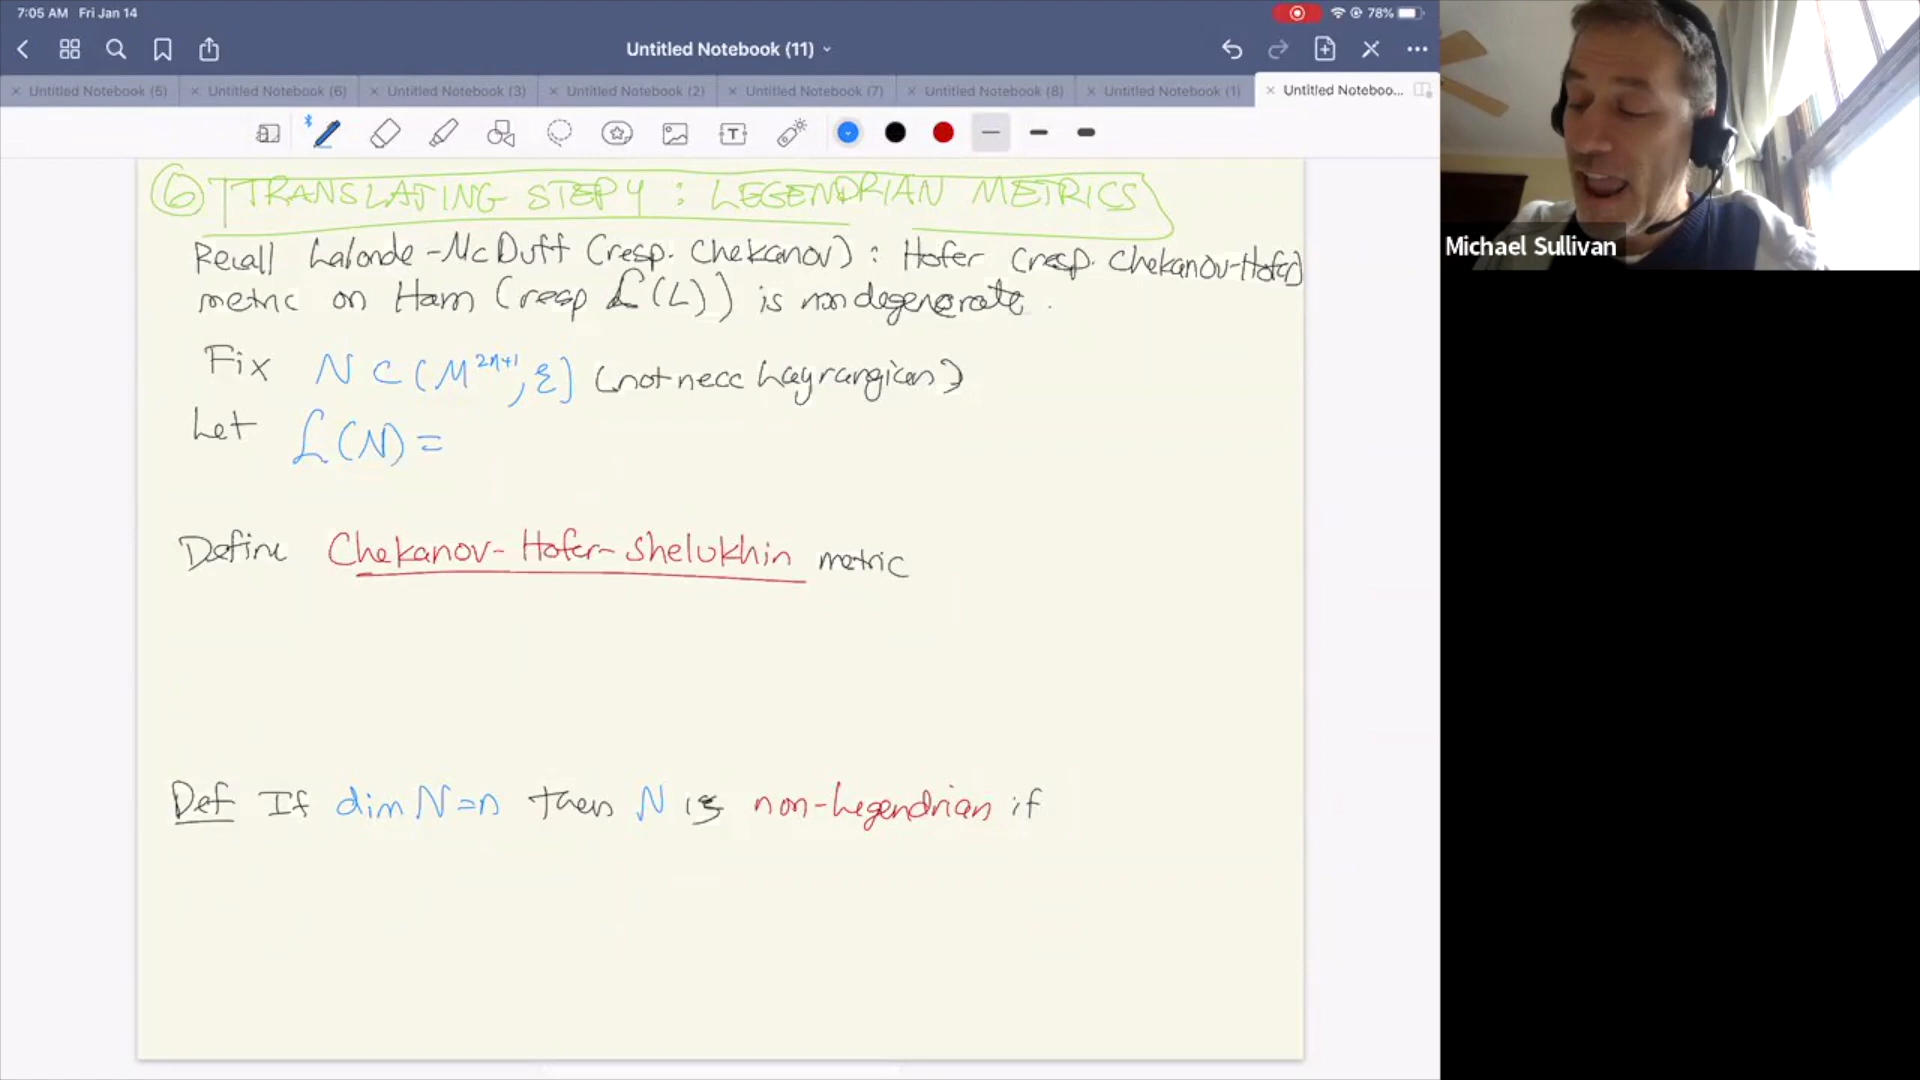 7:05 AM Fri Jan 14
78%
Untitled Notebook (11)
Untitled Notebook (5)
Untitled Notebook (6)
Untitled Notebook (3)
Untitled Notebook (2)
Untitled Notebook (7)
Untitled Notebook (8)
Untitled Notebook (1)
Untitled Noteboo...
⑥ TRANSLATING STEP 4 : LEGENDRIAN METRICS
Recall Lalonde-McDuff (resp. Chekanov) : Hofer (resp. Chekanov-Hofer)
metric on Ham (resp ℒ(L)) is nondegenerate.
Fix N ⊂ (M²ⁿ⁺¹, ξ) (not necc Lagrangian)
Let ℒ(N) =
Define Chekanov-Hofer-Shelukhin metric
Def If dim N=n then N is non-Legendrian if
Michael Sullivan